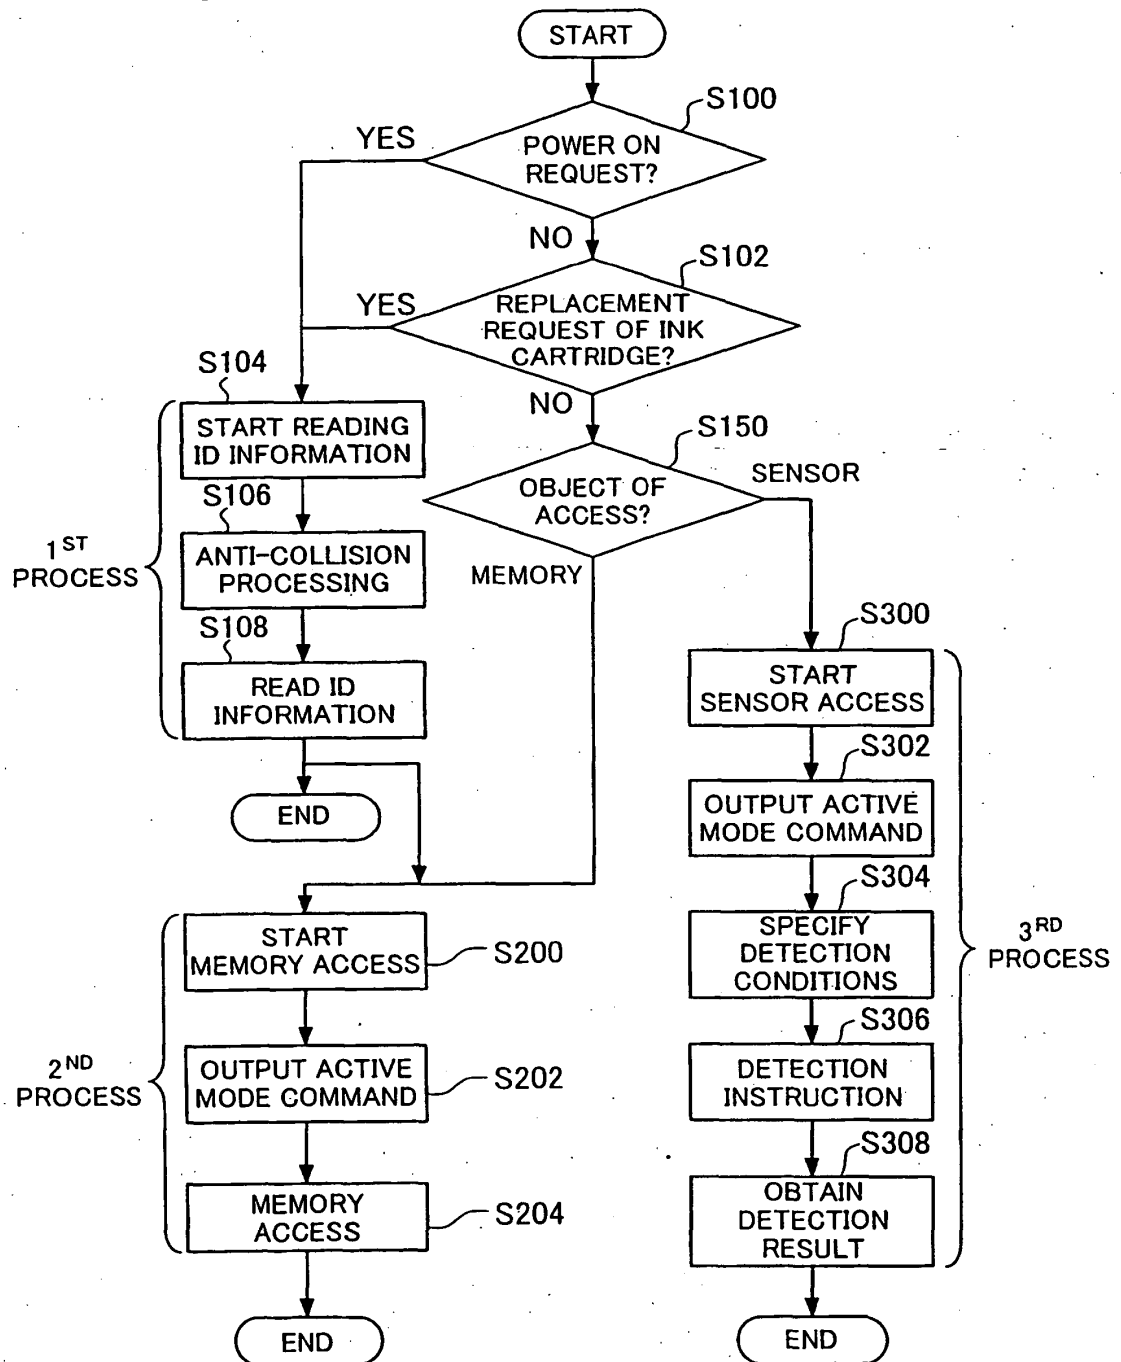 START
S100
YES
POWER ON
REQUEST?
NO
S102
YES
REPLACEMENT
REQUEST OF INK
CARTRIDGE?
S104
NO
START READING
ID INFORMATION
S150
SENSOR
OBJECT OF
ACCESS?
S106
1ST
PROCESS
ANTI-COLLISION
PROCESSING
MEMORY
S108
READ ID
INFORMATION
END
S300
START
SENSOR ACCESS
S302
OUTPUT ACTIVE
MODE COMMAND
S304
SPECIFY
DETECTION
CONDITIONS
3RD
PROCESS
START
MEMORY ACCESS
S200
S306
DETECTION
INSTRUCTION
2ND
PROCESS
OUTPUT ACTIVE
MODE COMMAND
S202
S308
OBTAIN
DETECTION
RESULT
MEMORY
ACCESS
S204
END
END